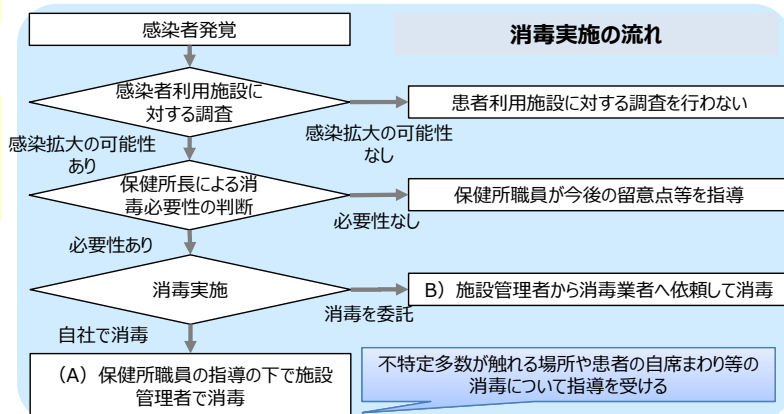 感染者発覚
消毒実施の流れ
感染者利用施設に
対する調査
患者利用施設に対する調査を行わない
感染拡大の可能性
なし
感染拡大の可能性
あり
保健所長による消
毒必要性の判断
保健所職員が今後の留意点等を指導
必要性なし
必要性あり
消毒実施
B）施設管理者から消毒業者へ依頼して消毒
消毒を委託
自社で消毒
（A）保健所職員の指導の下で施設
管理者で消毒
不特定多数が触れる場所や患者の自席まわり等の
消毒について指導を受ける